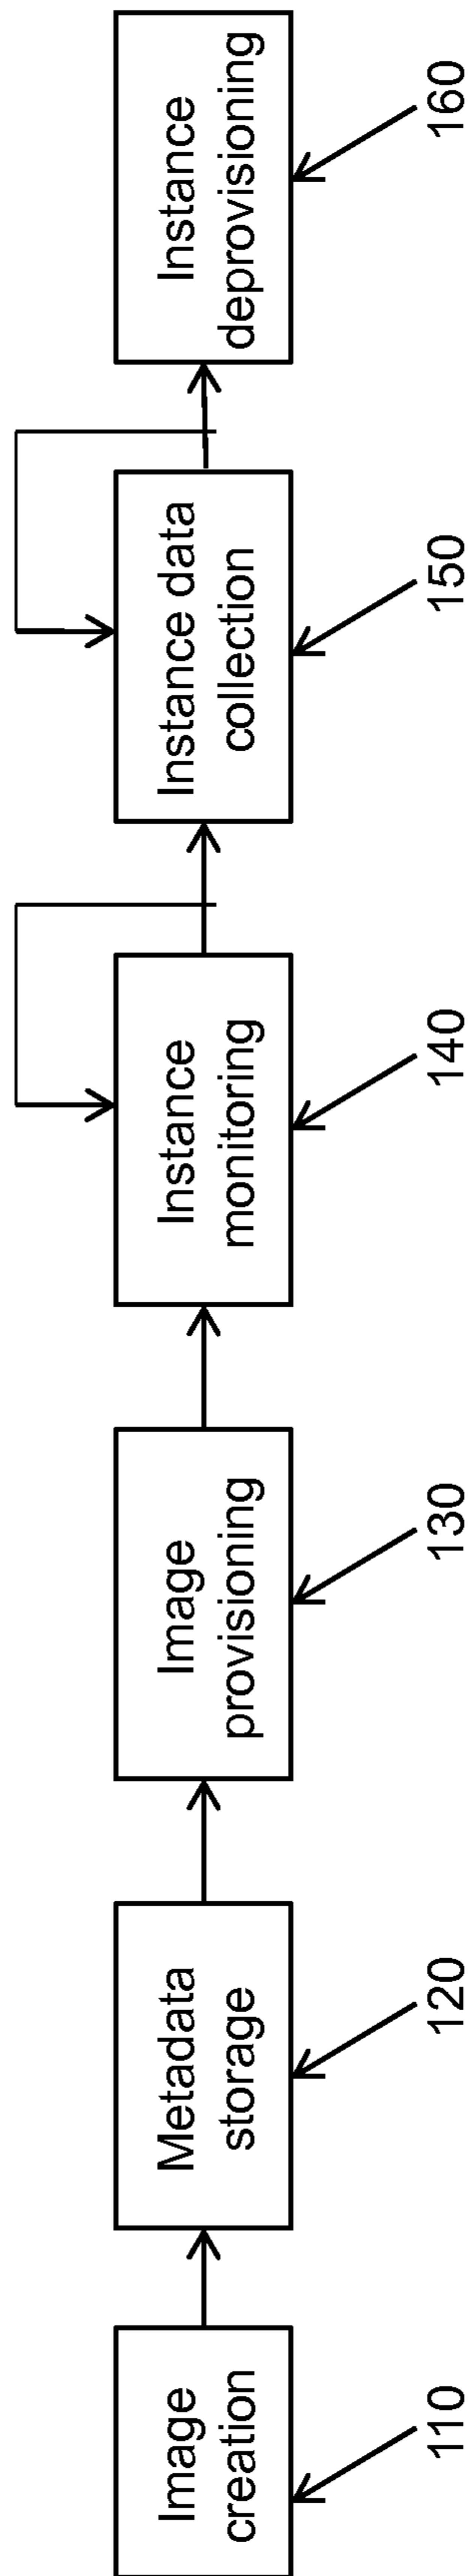 Image
creation
110
Metadata
storage
120
Image
provisioning
130
Instance
monitoring
140
Instance data
collection
150
Instance
deprovisioning
160